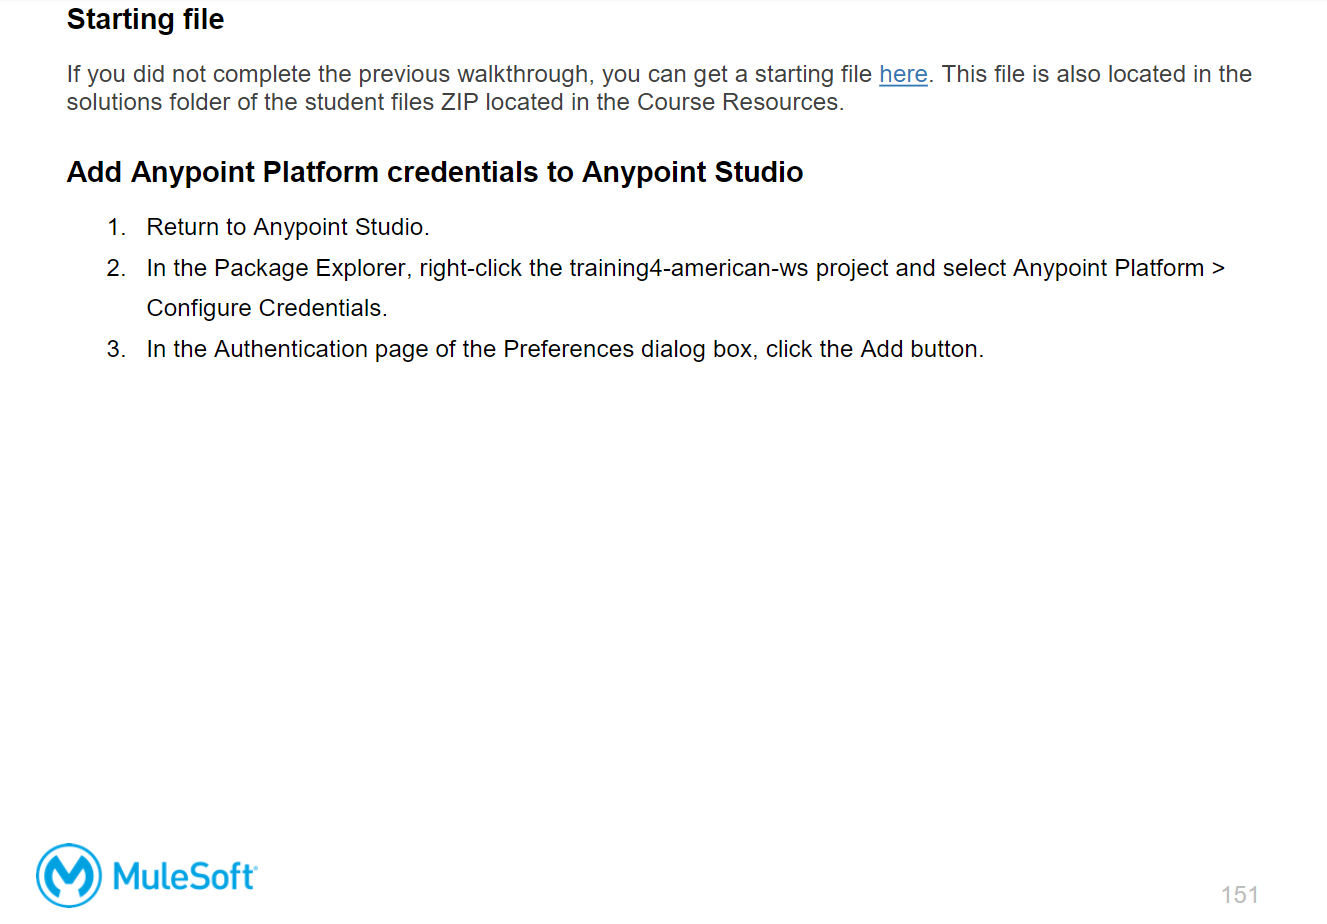 Starting file
If you did not complete the previous walkthrough, you can get a starting file here. This file is also located in the
solutions folder of the student files ZIP located in the Course Resources.
Add Anypoint Platform credentials to Anypoint Studio
1. Return to Anypoint Studio.
2. In the Package Explorer, right-click the training4-american-ws project and select Anypoint Platform >
Configure Credentials.
3. In the Authentication page of the Preferences dialog box, click the Add button.
MuleSoft
151